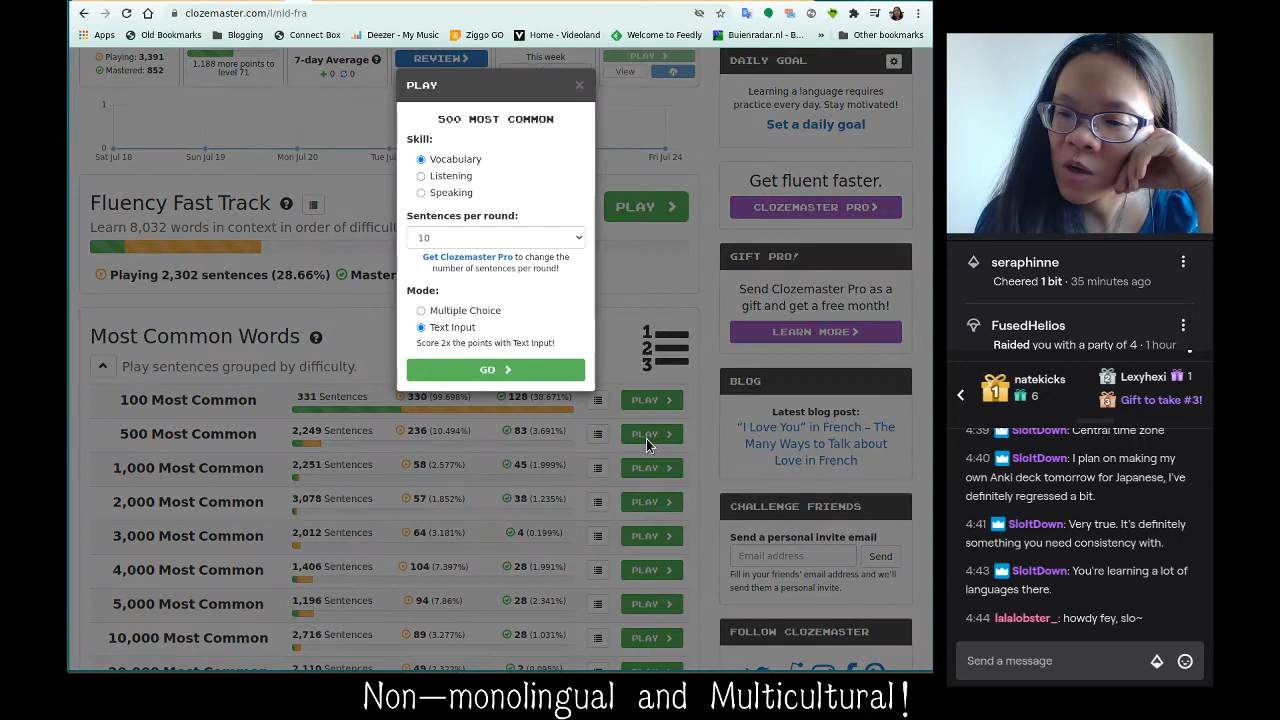 clozemaster.com/l/nld-fra
Apps Old Bookmarks Blogging Connect Box Deezer - My Music Ziggo GO Home - Videoland Welcome to Feedly Buienradar.nl - B... » Other bookmarks
Playing: 3,391
Mastered: 852
1,188 more points to
level 71
7-day Average
+ 0 0
REVIEW
This week
PLAY
View
1
0
Sat Jul 18 Sun Jul 19 Mon Jul 20 Fri Jul 24
PLAY ×
500 MOST COMMON
Skill:
Vocabulary
Listening
Speaking
Sentences per round:
10
Get Clozemaster Pro to change the
number of sentences per round!
Mode:
Multiple Choice
Text Input
Score 2x the points with Text Input!
GO
Fluency Fast Track
PLAY
Learn 8,032 words in context in order of difficult
Playing 2,302 sentences (28.66%) Master
Most Common Words
Play sentences grouped by difficulty.
1
2
3
100 Most Common 331 Sentences 330 (99.698%) 128 (38.671%) PLAY
500 Most Common 2,249 Sentences 236 (10.494%) 83 (3.691%) PLAY
1,000 Most Common 2,251 Sentences 58 (2.577%) 45 (1.999%) PLAY
2,000 Most Common 3,078 Sentences 57 (1.852%) 38 (1.235%) PLAY
3,000 Most Common 2,012 Sentences 64 (3.181%) 4 (0.199%) PLAY
4,000 Most Common 1,406 Sentences 104 (7.397%) 28 (1.991%) PLAY
5,000 Most Common 1,196 Sentences 94 (7.86%) 28 (2.341%) PLAY
10,000 Most Common 2,716 Sentences 89 (3.277%) 28 (1.031%) PLAY
DAILY GOAL
Learning a language requires
practice every day. Stay motivated!
Set a daily goal
Get fluent faster.
CLOZEMASTER PRO
GIFT PRO!
Send Clozemaster Pro as a
gift and get a free month!
LEARN MORE
BLOG
Latest blog post:
"I Love You" in French – The
Many Ways to Talk about
Love in French
CHALLENGE FRIENDS
Send a personal invite email
Email address Send
Fill in your friends' email address and we'll
send them a personal invite.
FOLLOW CLOZEMASTER
seraphinne
Cheered 1 bit · 35 minutes ago
FusedHelios
Raided you with a party of 4 · 1 hour
1 natekicks
6
2 Lexyhexi 1
3 Gift to take #3!
4:39 SloItDown: Central time zone
4:40 SloItDown: I plan on making my
own Anki deck tomorrow for Japanese, I've
definitely regressed a bit.
4:41 SloItDown: Very true. It's definitely
something you need consistency with.
4:43 SloItDown: You're learning a lot of
languages there.
4:44 lalalobster_: howdy fey, slo~
Send a message
Non-monolingual and Multicultural!